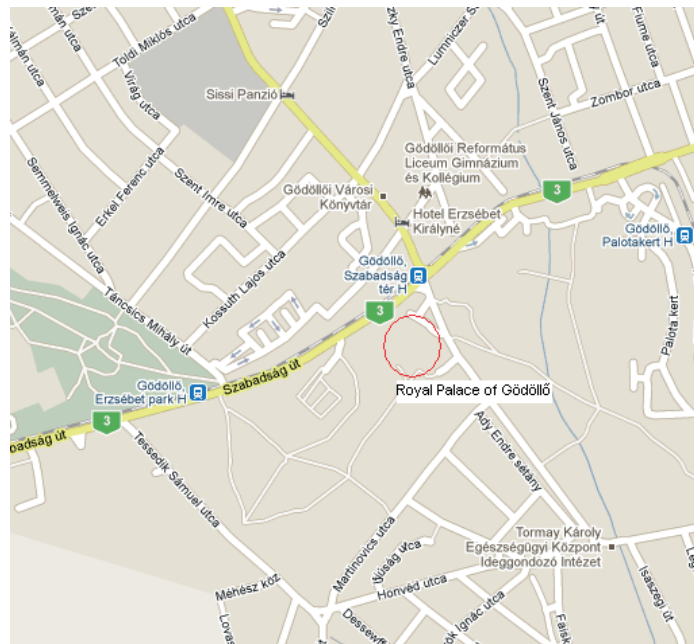 Toldi Miklós utca
Virág utca
Erkel Ferenc utca
Semmelweis Ignác utca
Szent Imre utca
Sissi Panzió
Zombor utca
Fiume utca
Szent János utca
Gödöllői Református
Líceum Gimnázium
és Kollégium
Gödöllői Városi
Könyvtár
Hotel Erzsébet
Királyné
3
Gödöllő,
Palotakert H
Gödöllő,
Szabadság
tér H
Kossuth Lajos utca
Táncsics Mihály út
3
Palota kert
Szabadság út
Gödöllő,
Erzsébet park H
Royal Palace of Gödöllő
3
Ady Endre sétány
Tessedik Sámuel utca
Martinovics utca
Tormay Károly
Egészségügyi Központ
Ideggondozó Intézet
Isaszegi út
Méhész köz
Honvéd utca